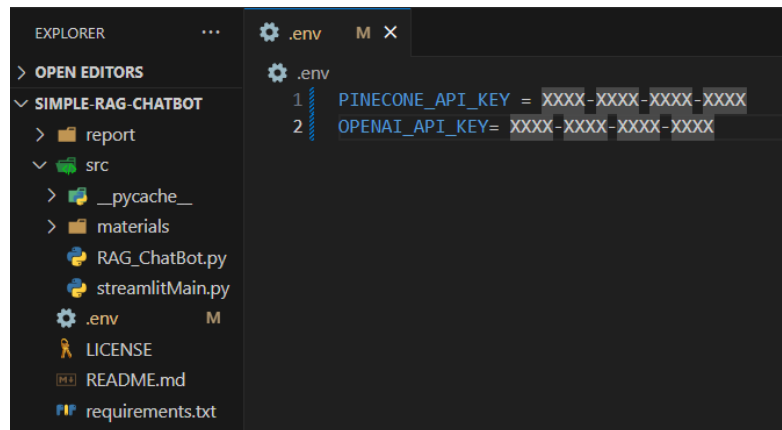 EXPLORER ...
.env M
OPEN EDITORS
.env
SIMPLE-RAG-CHATBOT
1 PINECONE_API_KEY = XXXX-XXXX-XXXX-XXXX
2 OPENAI_API_KEY= XXXX-XXXX-XXXX-XXXX
report
src
__pycache__
materials
RAG_ChatBot.py
streamlitMain.py
.env M
LICENSE
README.md
requirements.txt